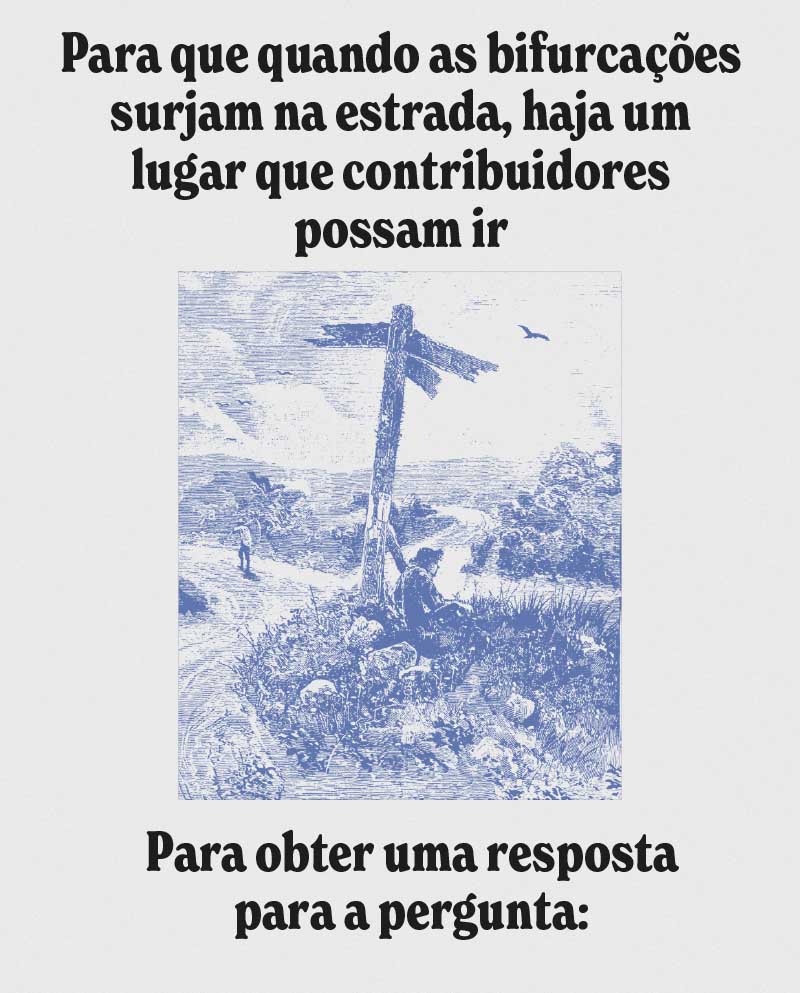 Para que quando as bifurcações
surjam na estrada, haja um
lugar que contribuidores
possam ir
Para obter uma resposta
para a pergunta: